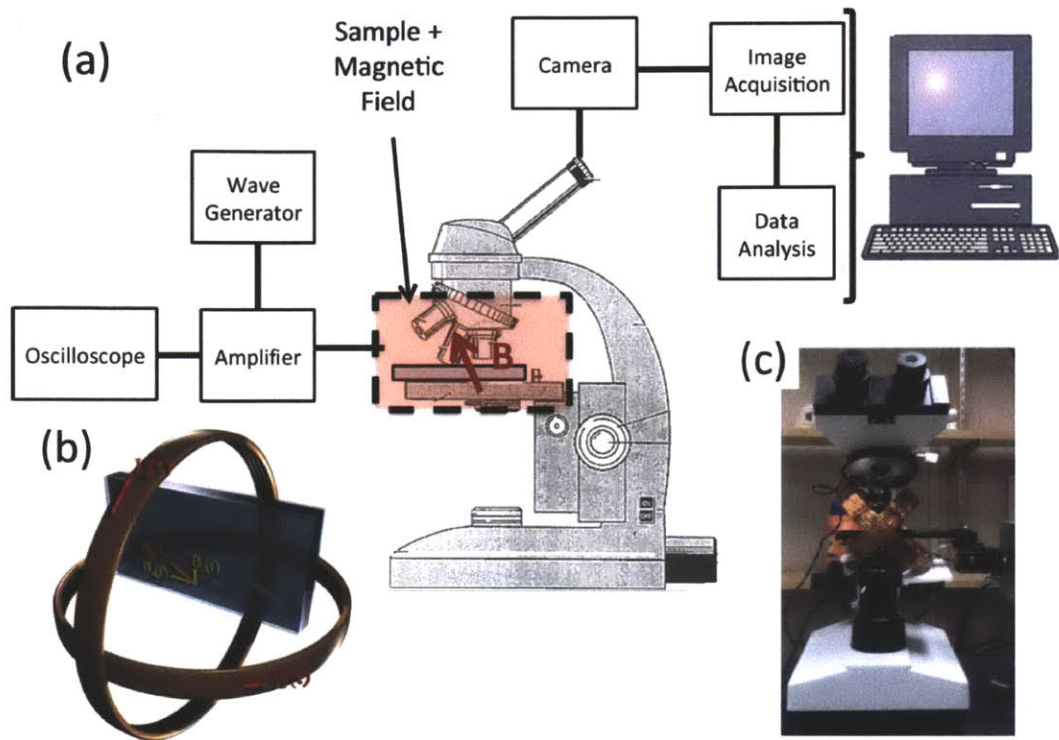 (a)
Sample +
Magnetic
Field
Camera
Image
Acquisition
Wave
Generator
Data
Analysis
Oscilloscope
Amplifier
B
(b)
(c)